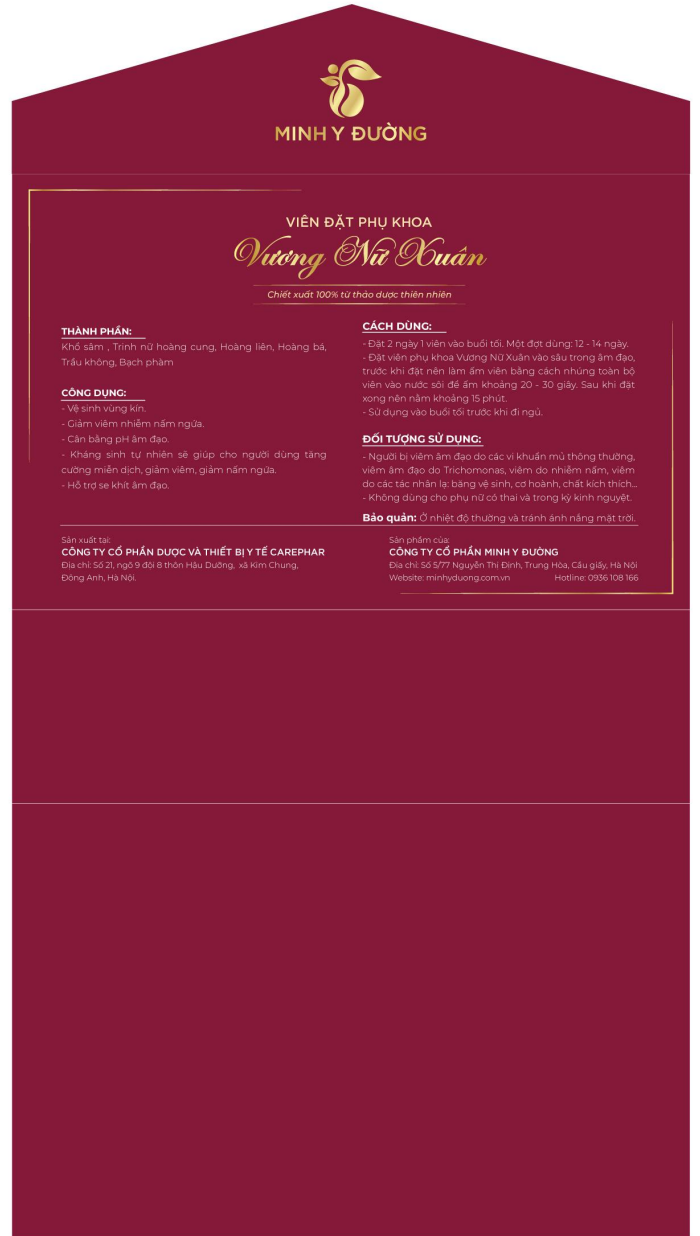 MINH Y ĐƯỜNG
VIÊN ĐẶT PHỤ KHOA
Vương Nữ Xuân
Chiết xuất 100% từ thảo dược thiên nhiên
THÀNH PHẦN:
Khổ sâm , Trinh nữ hoàng cung, Hoàng liên, Hoàng bá,
Trầu không, Bạch phàm
CÔNG DỤNG:
- Vệ sinh vùng kín.
- Giảm viêm nhiễm nấm ngứa.
- Cân bằng pH âm đạo.
- Kháng sinh tự nhiên sẽ giúp cho người dùng tăng
cường miễn dịch, giảm viêm, giảm nấm ngứa.
- Hỗ trợ se khít âm đạo.
CÁCH DÙNG:
- Đặt 2 ngày 1 viên vào buổi tối. Một đợt dùng: 12 - 14 ngày.
- Đặt viên phụ khoa Vương Nữ Xuân vào sâu trong âm đạo,
trước khi đặt nên làm ẩm viên bằng cách nhúng toàn bộ
viên vào nước sôi để ấm khoảng 20 - 30 giây. Sau khi đặt
xong nên nằm khoảng 15 phút.
- Sử dụng vào buổi tối trước khi đi ngủ.
ĐỐI TƯỢNG SỬ DỤNG:
- Người bị viêm âm đạo do các vi khuẩn mủ thông thường,
viêm âm đạo do Trichomonas, viêm do nhiễm nấm, viêm
do các tác nhân lạ: băng vệ sinh, cơ hoành, chất kích thích...
- Không dùng cho phụ nữ có thai và trong kỳ kinh nguyệt.
Bảo quản: Ở nhiệt độ thường và tránh ánh nắng mặt trời.
Sản xuất tại:
CÔNG TY CỔ PHẦN DƯỢC VÀ THIẾT BỊ Y TẾ CAREPHAR
Địa chỉ: Số 21, ngõ 9 đội 8 thôn Hậu Dưỡng, xã Kim Chung,
Đông Anh, Hà Nội.
Sản phẩm của:
CÔNG TY CỔ PHẦN MINH Y ĐƯỜNG
Địa chỉ: Số 5/77 Nguyễn Thị Định, Trung Hòa, Cầu giấy, Hà Nội
Website: minhyduong.com.vn Hotline: 0936 108 166